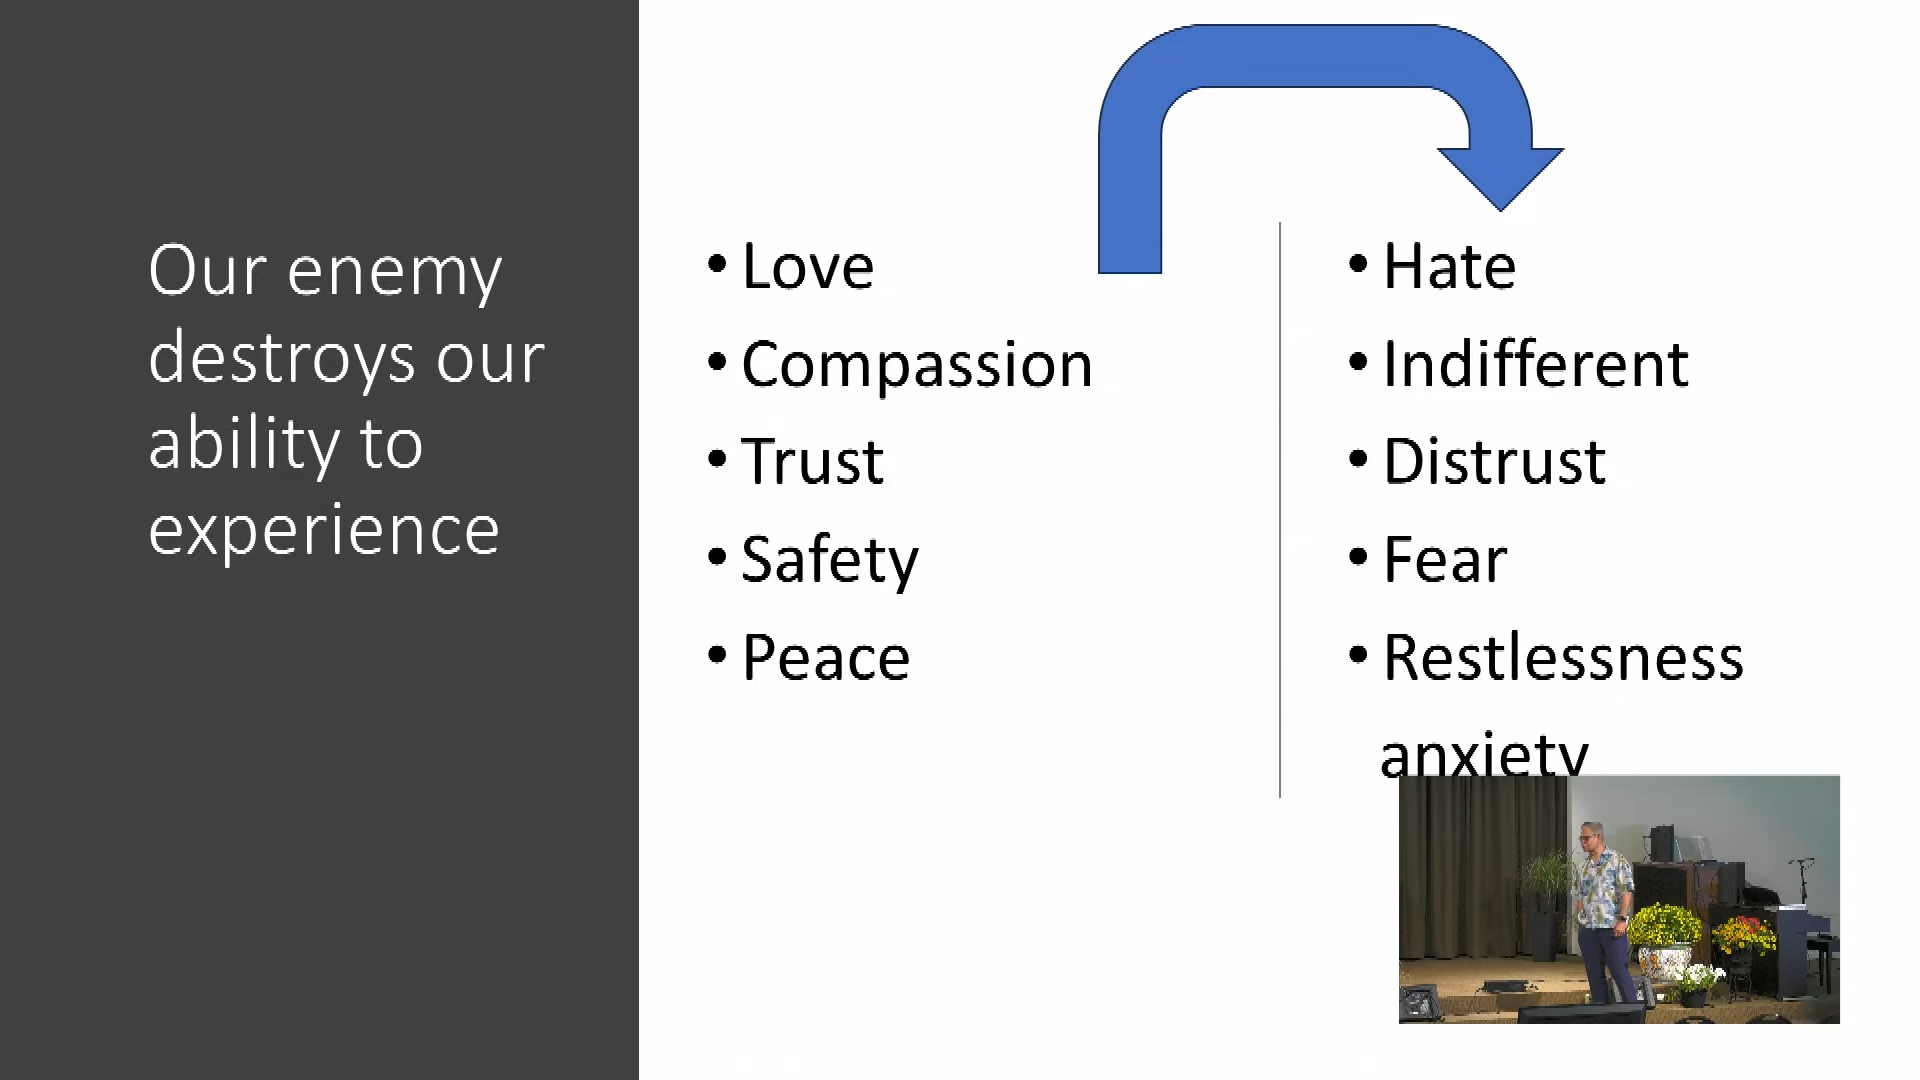 Our enemy
destroys our
ability to
experience
• Love
• Compassion
• Trust
• Safety
• Peace
• Hate
• Indifferent
• Distrust
• Fear
• Restlessness
anxiety